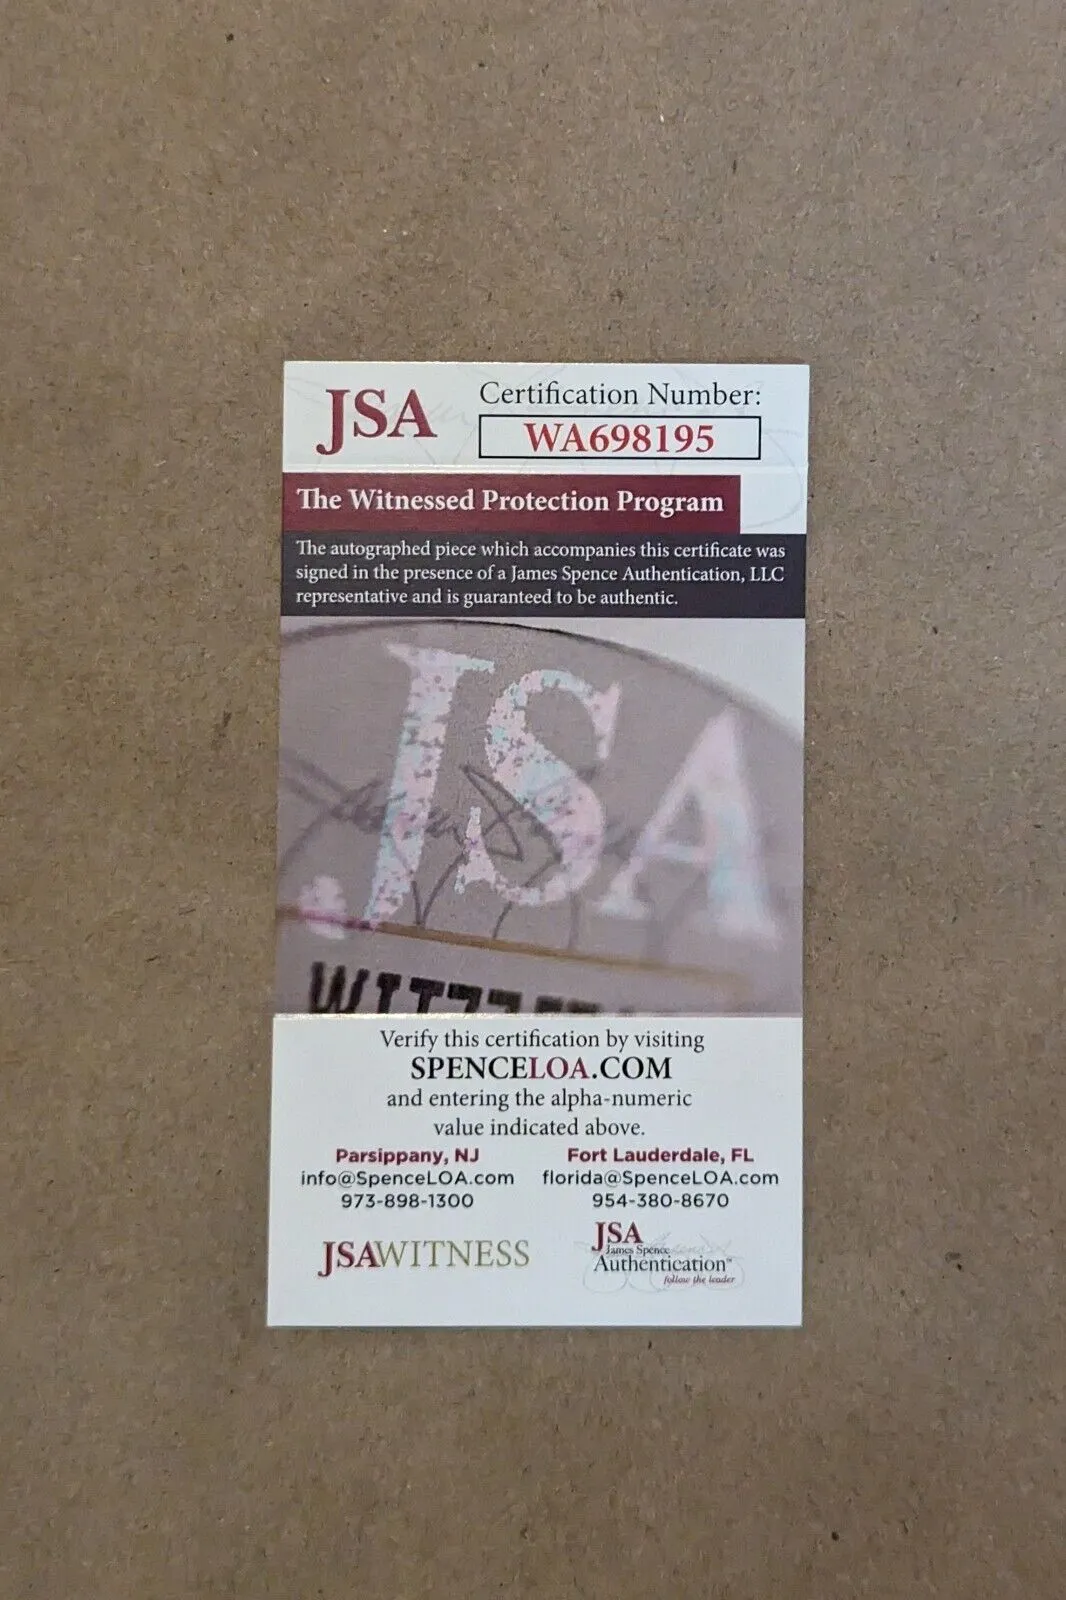 JSA
Certification Number:
WA698195
The Witnessed Protection Program
The autographed piece which accompanies this certificate was
signed in the presence of a James Spence Authentication, LLC
representative and is guaranteed to be authentic.
JSA
Verify this certification by visiting
SPENCELOA.COM
and entering the alpha-numeric
value indicated above.
Parsippany, NJ
info@SpenceLOA.com
973-898-1300
Fort Lauderdale, FL
florida@SpenceLOA.com
954-380-8670
JSAWITNESS
JSA
James Spence
Authentication™
follow the leader